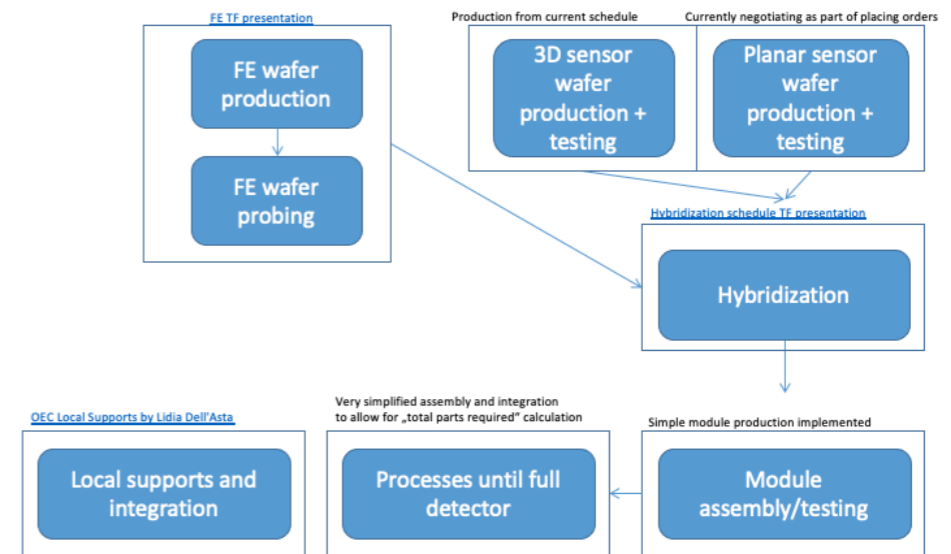 FE TF presentation
FE wafer
production
FE wafer
probing
Production from current schedule
3D sensor
wafer
production +
testing
Currently negotiating as part of placing orders
Planar sensor
wafer
production +
testing
Hybridization schedule TF presentation
Hybridization
OEC Local Supports by Lidia Dell'Asta
Local supports and
integration
Very simplified assembly and integration
to allow for „total parts required" calculation
Processes until full
detector
Simple module production implemented
Module
assembly/testing